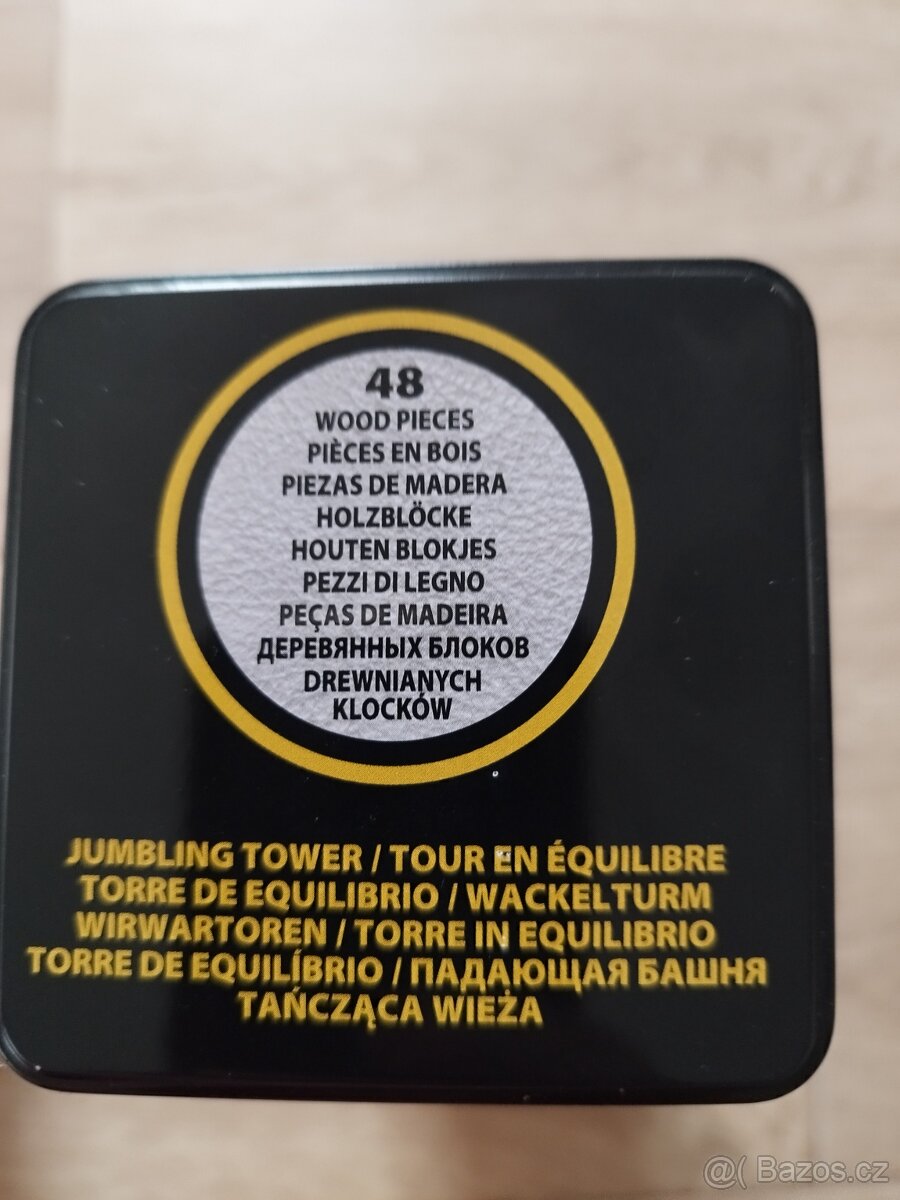 48
WOOD PIECES
PIÈCES EN BOIS
PIEZAS DE MADERA
HOLZBLÖCKE
HOUTEN BLOKJES
PEZZI DI LEGNO
PEÇAS DE MADEIRA
ДЕРЕВЯННЫХ БЛОКОВ
DREWNIANYCH
KLOCKÓW
JUMBLING TOWER / TOUR EN ÉQUILIBRE
TORRE DE EQUILIBRIO / WACKELTURM
WIRWARTOREN / TORRE IN EQUILIBRIO
TORRE DE EQUILÍBRIO / ПАДАЮЩАЯ БАШНЯ
TAŃCZĄCA WIEŻA
@( Bazos.cz